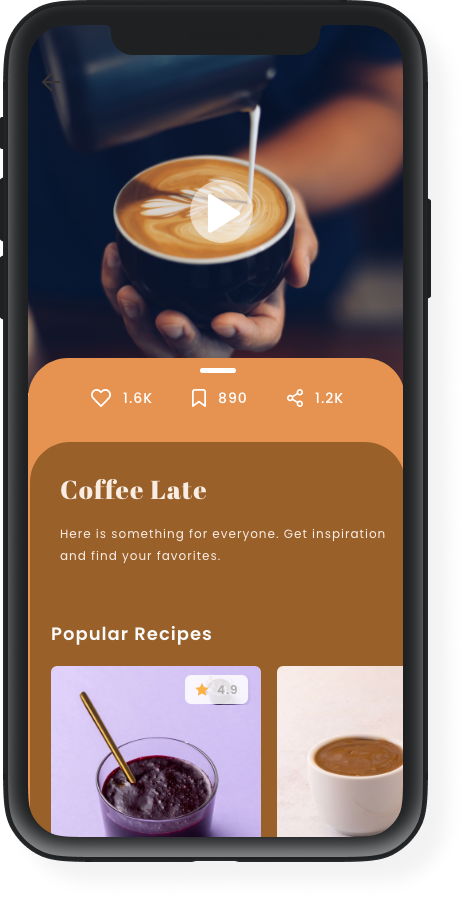 1.6K 890 1.2K
Coffee Late
Here is something for everyone. Get inspiration
and find your favorites.
Popular Recipes
4.9